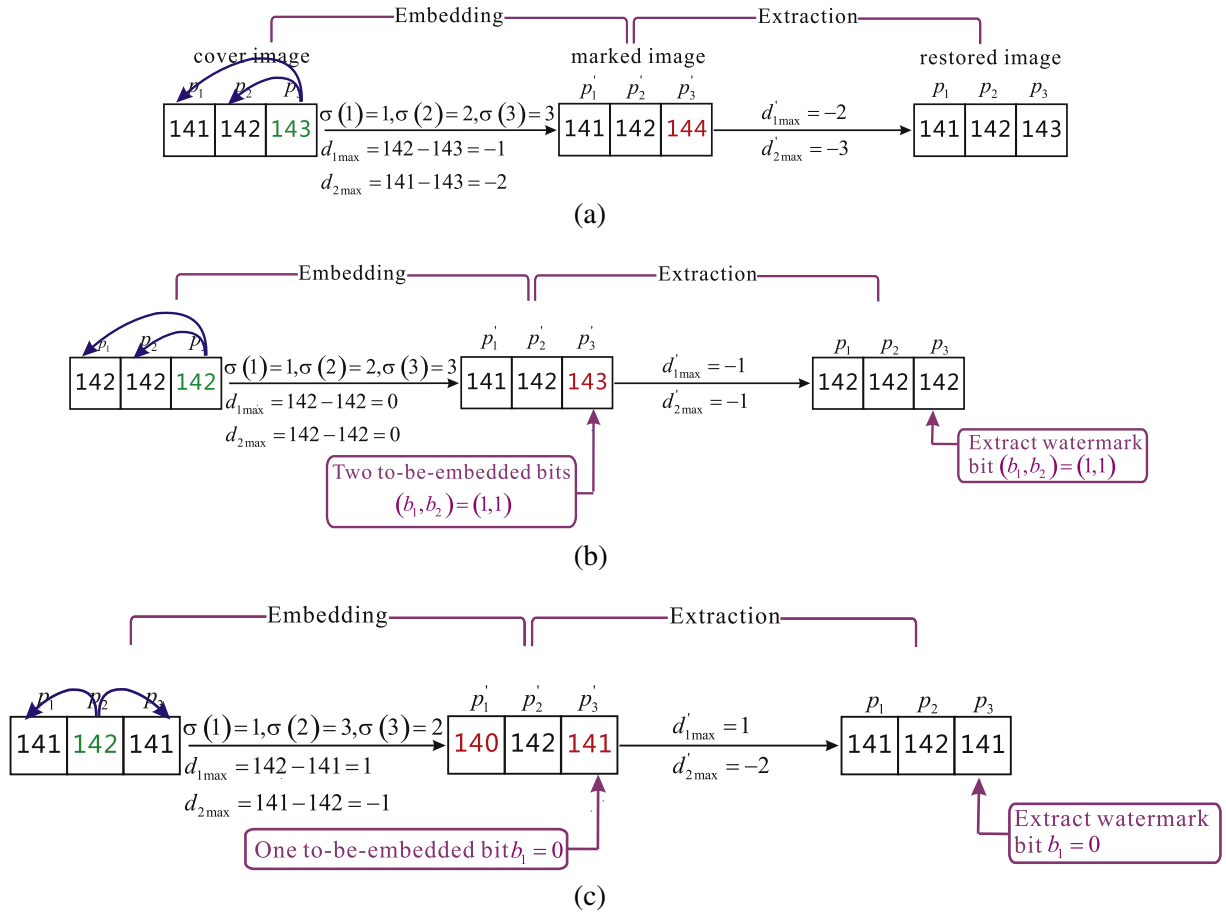 Embedding Extraction
cover image marked image restored image
p₁ p₂ p₃ p'₁ p'₂ p'₃ p₁ p₂ p₃
141 142 143 σ(1)=1,σ(2)=2,σ(3)=3 141 142 144 d'₁max=−2 141 142 143
d₁max=142−143=−1 d'₂max=−3
d₂max=141−143=−2
(a)
Embedding Extraction
p₁ p₂ p₃ p'₁ p'₂ p'₃ p₁ p₂ p₃
142 142 142 σ(1)=1,σ(2)=2,σ(3)=3 141 142 143 d'₁max=−1 142 142 142
d₁max=142−142=0 d'₂max=−1
d₂max=142−142=0
Two to-be-embedded bits
(b₁,b₂)=(1,1)
Extract watermark
bit (b₁,b₂)=(1,1)
(b)
Embedding Extraction
p₁ p₂ p₃ p'₁ p'₂ p'₃ p₁ p₂ p₃
141 142 141 σ(1)=1,σ(2)=3,σ(3)=2 140 142 141 d'₁max=1 141 142 141
d₁max=142−141=1 d'₂max=−2
d₂max=141−142=−1
One to-be-embedded bit b₁=0
Extract watermark
bit b₁=0
(c)